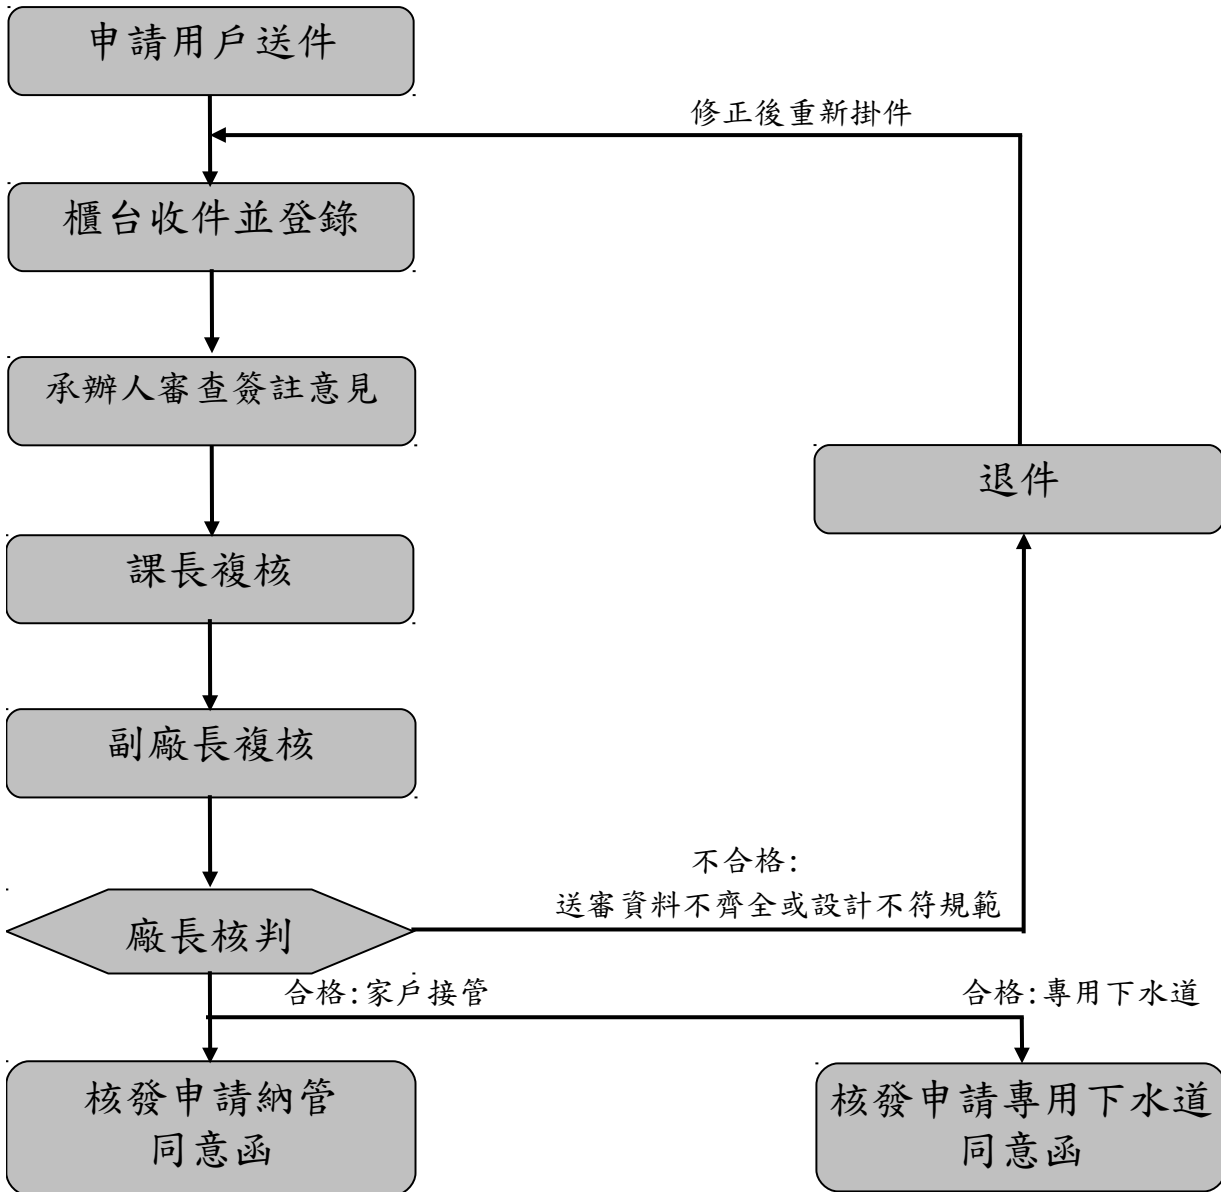 申請用戶送件
修正後重新掛件
櫃台收件並登錄
承辦人審查簽註意見
退件
課長複核
副廠長複核
不合格:
送審資料不齊全或設計不符規範
廠長核判
合格:家戶接管
合格:專用下水道
核發申請納管
同意函
核發申請專用下水道
同意函